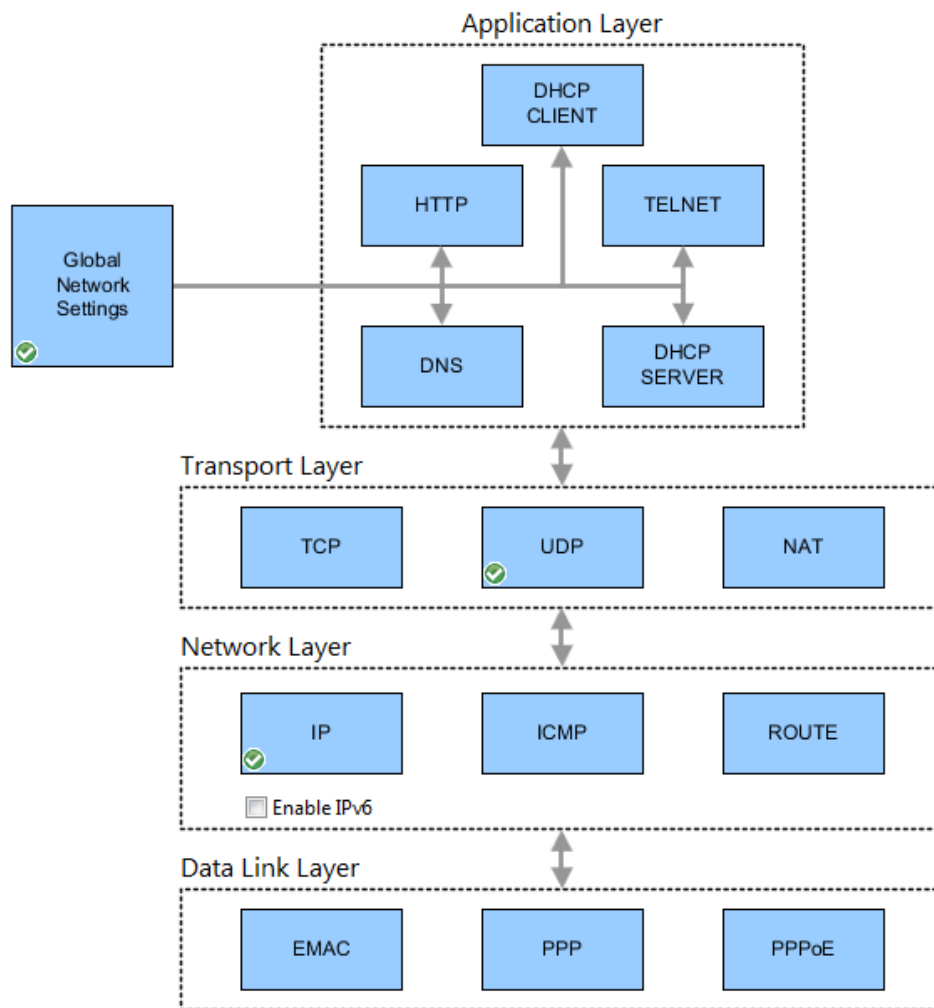 Application Layer
DHCP
CLIENT
HTTP
TELNET
Global
Network
Settings
DNS
DHCP
SERVER
Transport Layer
TCP
UDP
NAT
Network Layer
IP
ICMP
ROUTE
Enable IPv6
Data Link Layer
EMAC
PPP
PPPoE